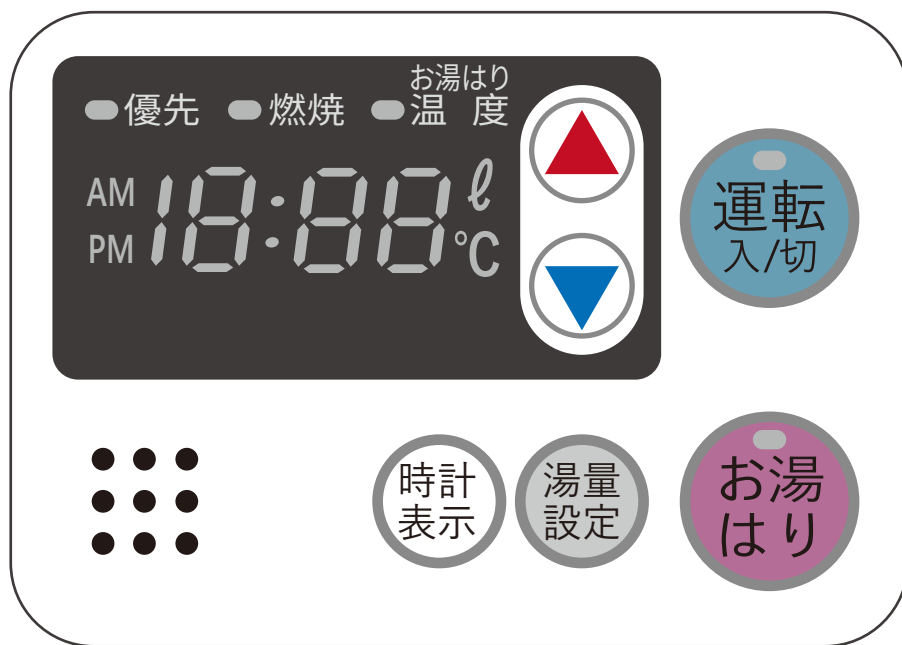 お湯はり
優先 燃焼 温度
AM 18:88 ℓ
PM ℃
運転
入/切
時計
表示
湯量
設定
お湯
はり